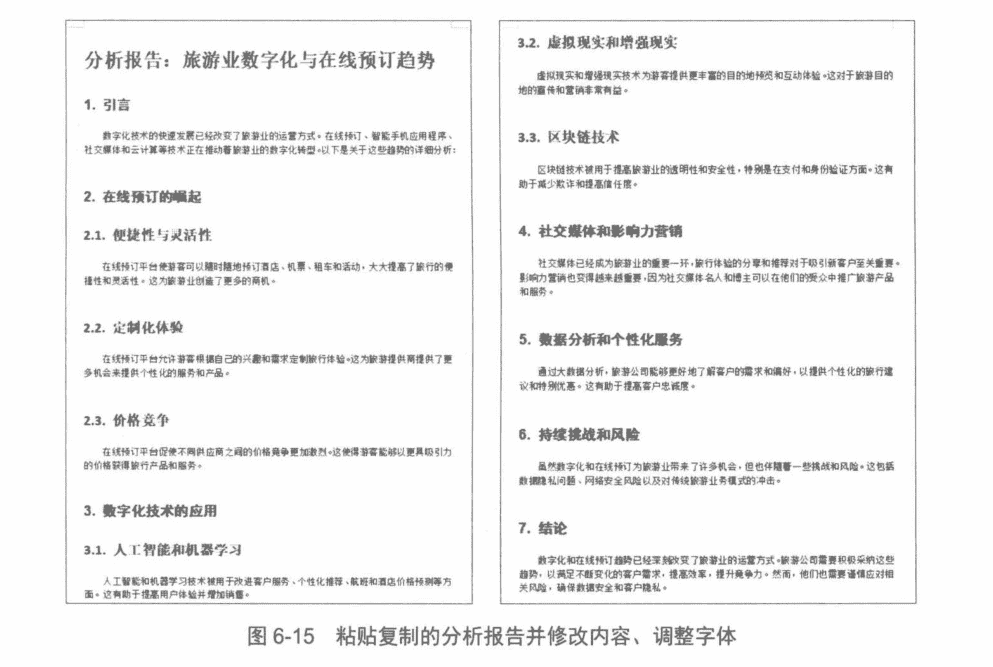 分析报告：旅游业数字化与在线预订趋势
1. 引言
数字化技术的快速发展已经改变了旅游业的运营方式。在线预订、智能手机应用程序、
社交媒体和云计算等技术正在推动着旅游业的数字化转型。以下是关于这些趋势的详细分析：
2. 在线预订的崛起
2.1. 便捷性与灵活性
在线预订平台使游客可以随时随地预订酒店、机票、租车和活动，大大提高了旅行的便
捷性和灵活性。这为旅游业创造了更多的商机。
2.2. 定制化体验
在线预订平台允许游客根据自己的兴趣和需求定制旅行体验。这为旅游提供商提供了更
多机会来提供个性化的服务和产品。
2.3. 价格竞争
在线预订平台促使不同供应商之间的价格竞争更加激烈。这使得游客能够以更具吸引力
的价格获得旅行产品和服务。
3. 数字化技术的应用
3.1. 人工智能和机器学习
人工智能和机器学习技术被用于改进客户服务、个性化推荐、航班和酒店价格预测等方
面。这有助于提高用户体验并增加销售。
3.2. 虚拟现实和增强现实
虚拟现实和增强现实技术为游客提供更丰富的目的地预览和互动体验。这对于旅游目的
地的宣传和营销非常有益。
3.3. 区块链技术
区块链技术被用于提高旅游业的透明性和安全性，特别是在支付和身份验证方面。这有
助于减少欺诈和提高信任度。
4. 社交媒体和影响力营销
社交媒体已经成为旅游业的重要一环，旅行体验的分享和推荐对于吸引新客户至关重要。
影响力营销也变得越来越重要，因为社交媒体名人和博主可以在他们的受众中推广旅游产品
和服务。
5. 数据分析和个性化服务
通过大数据分析，旅游公司能够更好地了解客户的需求和偏好，以提供个性化的旅行建
议和特别优惠。这有助于提高客户忠诚度。
6. 持续挑战和风险
虽然数字化和在线预订为旅游业带来了许多机会，但也伴随着一些挑战和风险。这包括
数据隐私问题、网络安全风险以及对传统旅游业务模式的冲击。
7. 结论
数字化和在线预订趋势已经深刻改变了旅游业的运营方式。旅游公司需要积极采纳这些
趋势，以满足不断变化的客户需求，提高效率，提升竞争力。然而，他们也需要谨慎应对相
关风险，确保数据安全和客户隐私。
图 6-15 粘贴复制的分析报告并修改内容、调整字体